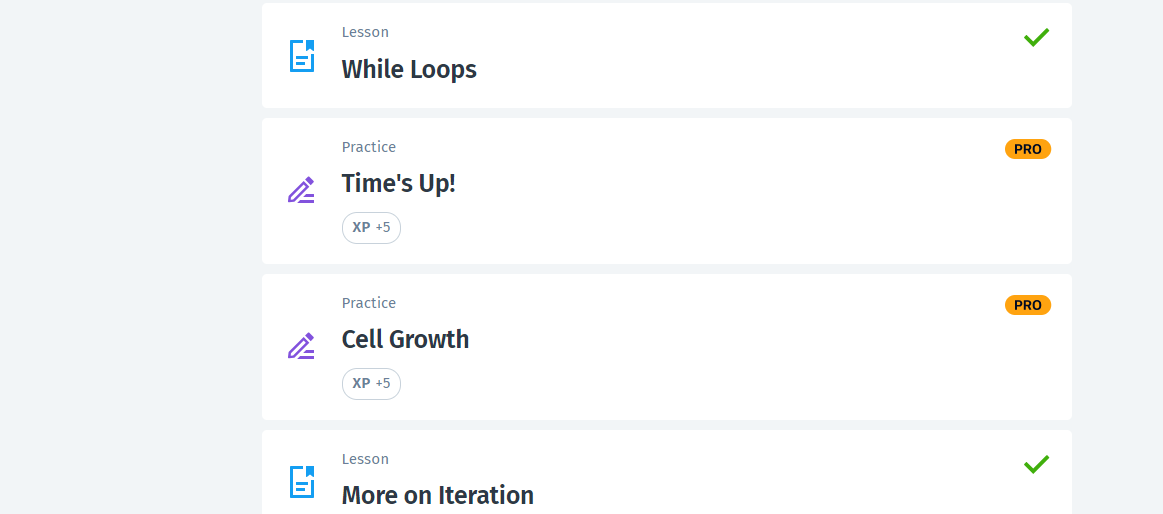 Lesson
While Loops
Practice
PRO
Time's Up!
XP +5
Practice
PRO
Cell Growth
XP +5
Lesson
More on Iteration